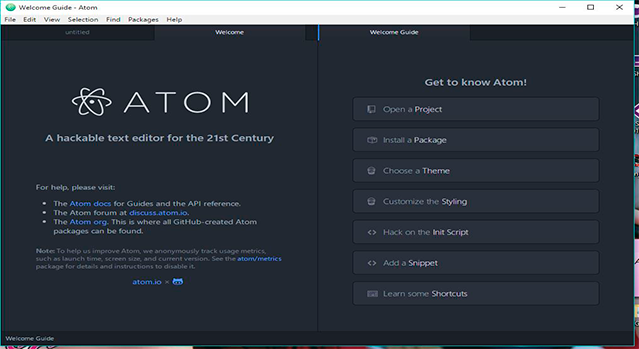 Welcome Guide - Atom
File Edit View Selection Find Packages Help
untitled
Welcome
Welcome Guide
ATOM
A hackable text editor for the 21st Century
For help, please visit:
• The Atom docs for Guides and the API reference.
• The Atom forum at discuss.atom.io.
• The Atom org. This is where all GitHub-created Atom
packages can be found.
Note: To help us improve Atom, we anonymously track usage metrics,
such as launch time, screen size, and current version. See the atom/metrics
package for details and instructions to disable it.
atom.io ×
Get to know Atom!
Open a Project
Install a Package
Choose a Theme
Customize the Styling
Hack on the Init Script
Add a Snippet
Learn some Shortcuts
Welcome Guide